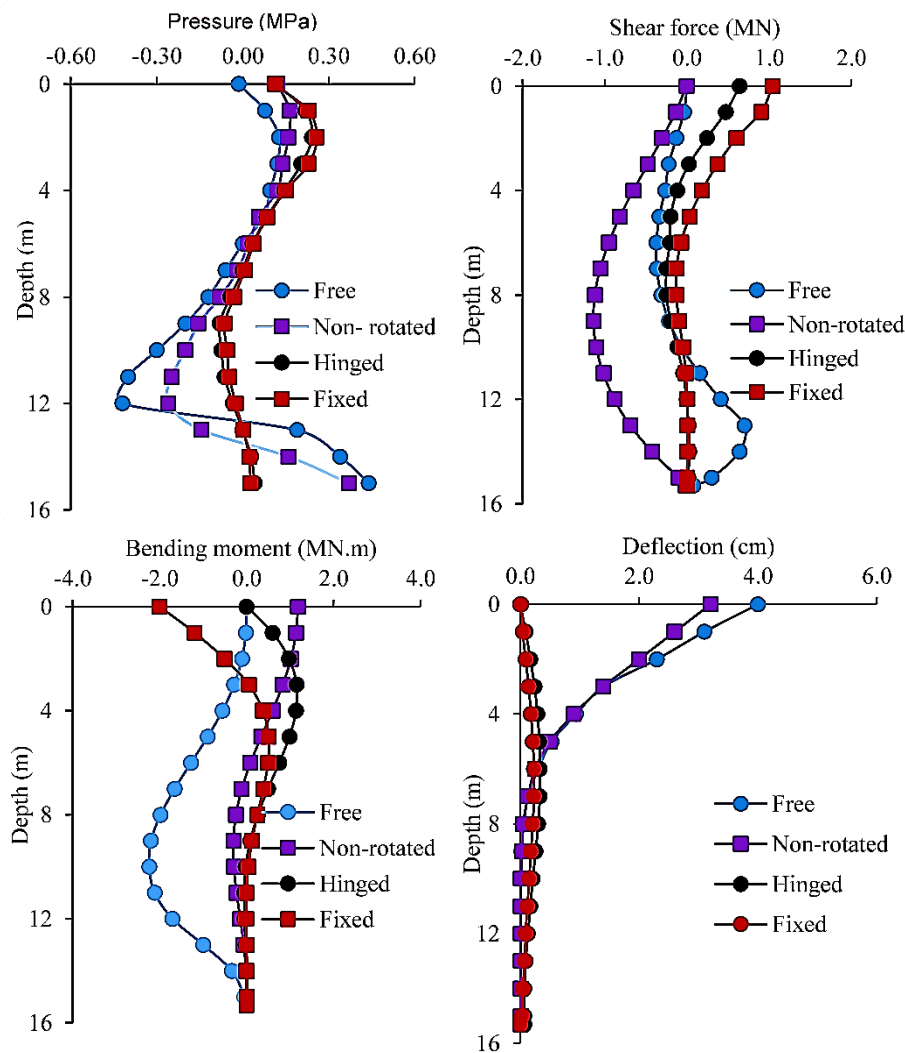 Pressure (MPa)
-0.60 -0.30 0.00 0.30 0.60
0
4
8
12
16
Depth (m)
Free
Non- rotated
Hinged
Fixed
Shear force (MN)
-2.0 -1.0 0.0 1.0 2.0
0
4
8
12
16
Depth (m)
Free
Non-rotated
Hinged
Fixed
Bending moment (MN.m)
-4.0 -2.0 0.0 2.0 4.0
0
4
8
12
16
Depth (m)
Free
Non-rotated
Hinged
Fixed
Deflection (cm)
0.0 2.0 4.0 6.0
0
4
8
12
16
Depth (m)
Free
Non-rotated
Hinged
Fixed